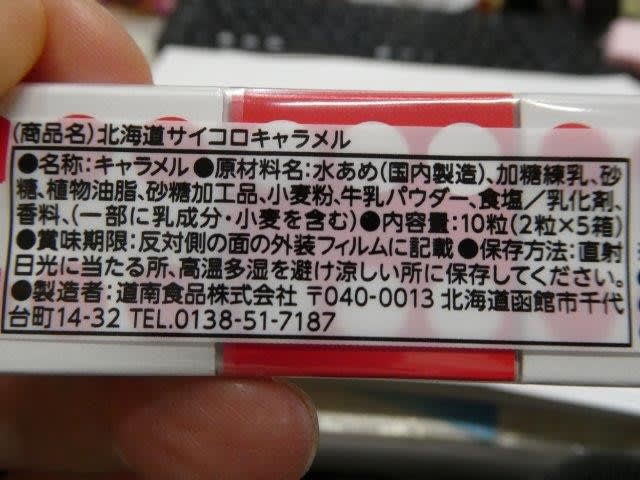 (商品名)北海道サイコロキャラメル
●名称:キャラメル ●原材料名:水あめ(国内製造)、加糖練乳、砂
糖、植物油脂、砂糖加工品、小麦粉、牛乳パウダー、食塩/乳化剤、
香料、(一部に乳成分・小麦を含む)●内容量:10粒(2粒×5箱)
●賞味期限:反対側の面の外装フィルムに記載 ●保存方法:直射
日光に当たる所、高温多湿を避け涼しい所に保存してください。
●製造者:道南食品株式会社 〒040-0013 北海道函館市千代
台町14-32 TEL.0138-51-7187